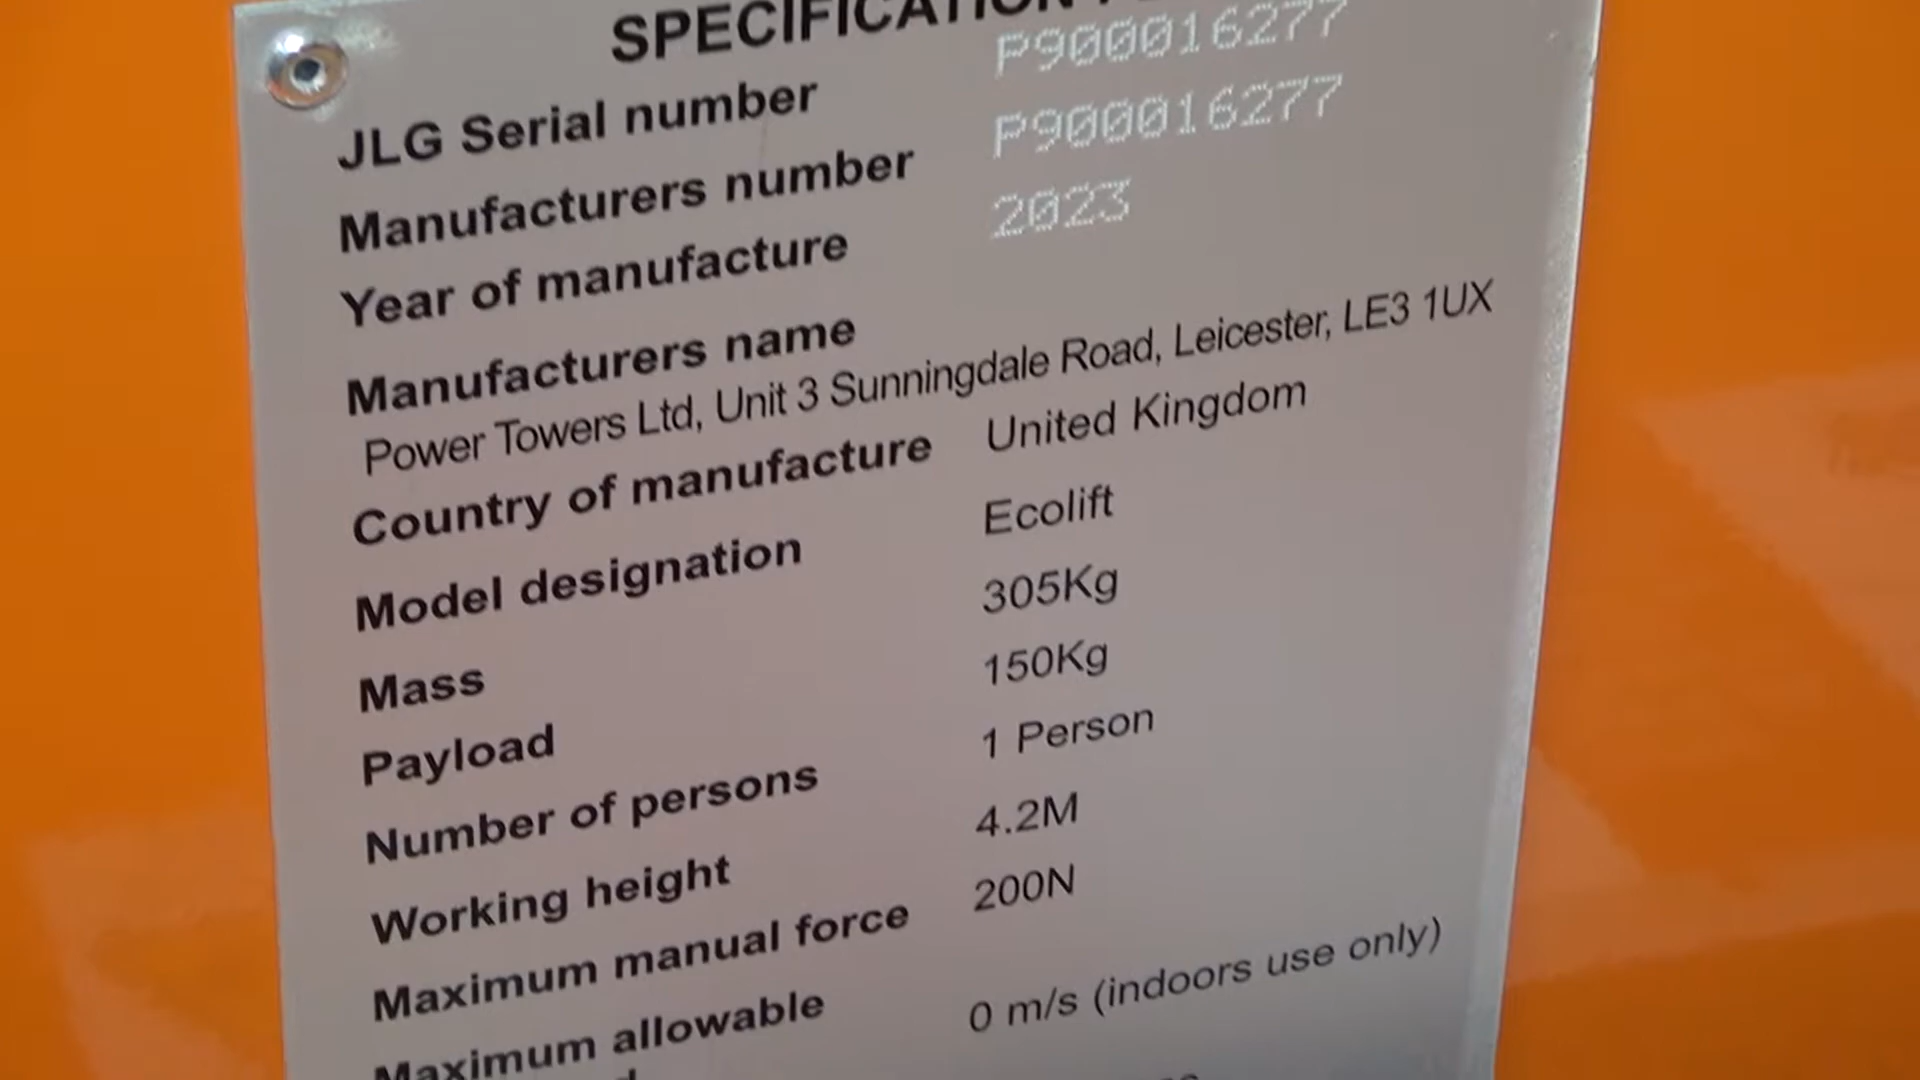 SPECIFICATION
JLG Serial number P900016277
Manufacturers number P900016277
Year of manufacture 2023
Manufacturers name
Power Towers Ltd, Unit 3 Sunningdale Road, Leicester, LE3 1UX
Country of manufacture United Kingdom
Model designation Ecolift
Mass 305Kg
Payload 150Kg
Number of persons 1 Person
Working height 4.2M
Maximum manual force 200N
Maximum allowable 0 m/s (indoors use only)